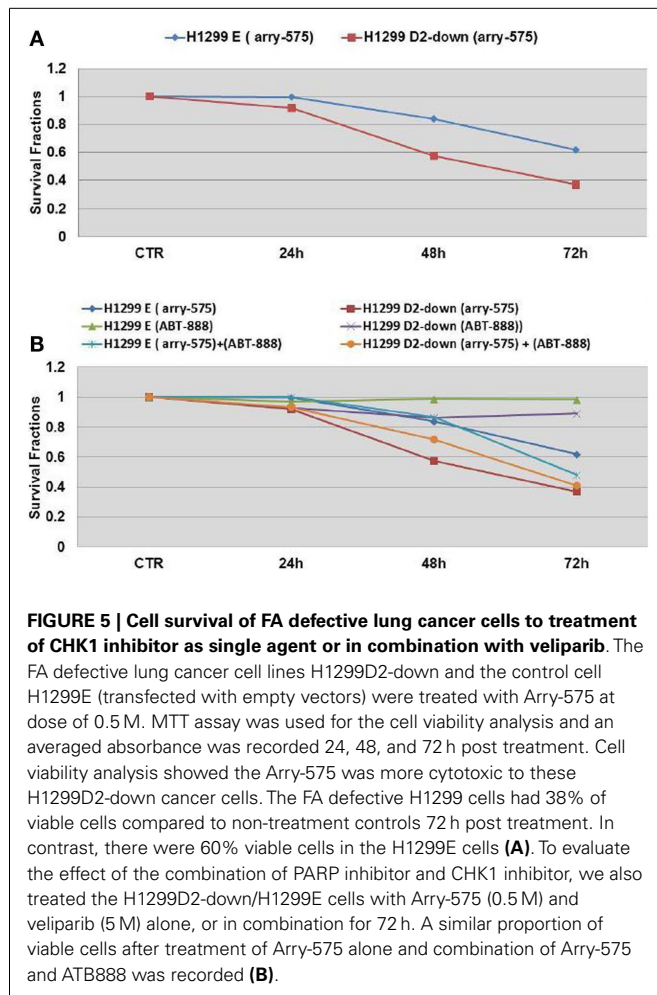 A
H1299 E ( arry-575) H1299 D2-down (arry-575)
1.2
1
0.8
0.6
0.4
0.2
0
Survival Fractions
CTR 24h 48h 72h
H1299 E ( arry-575) H1299 D2-down (arry-575)
H1299 E (ABT-888) H1299 D2-down (ABT-888))
H1299 E ( arry-575)+(ABT-888) H1299 D2-down (arry-575) + (ABT-888)
B
1.2
1
0.8
0.6
0.4
0.2
0
Survival Fractions
CTR 24h 48h 72h
FIGURE 5 | Cell survival of FA defective lung cancer cells to treatment
of CHK1 inhibitor as single agent or in combination with veliparib. The
FA defective lung cancer cell lines H1299D2-down and the control cell
H1299E (transfected with empty vectors) were treated with Arry-575 at
dose of 0.5 M. MTT assay was used for the cell viability analysis and an
averaged absorbance was recorded 24, 48, and 72 h post treatment. Cell
viability analysis showed the Arry-575 was more cytotoxic to these
H1299D2-down cancer cells. The FA defective H1299 cells had 38% of
viable cells compared to non-treatment controls 72 h post treatment. In
contrast, there were 60% viable cells in the H1299E cells (A). To evaluate
the effect of the combination of PARP inhibitor and CHK1 inhibitor, we also
treated the H1299D2-down/H1299E cells with Arry-575 (0.5 M) and
veliparib (5 M) alone, or in combination for 72 h. A similar proportion of
viable cells after treatment of Arry-575 alone and combination of Arry-575
and ATB888 was recorded (B).